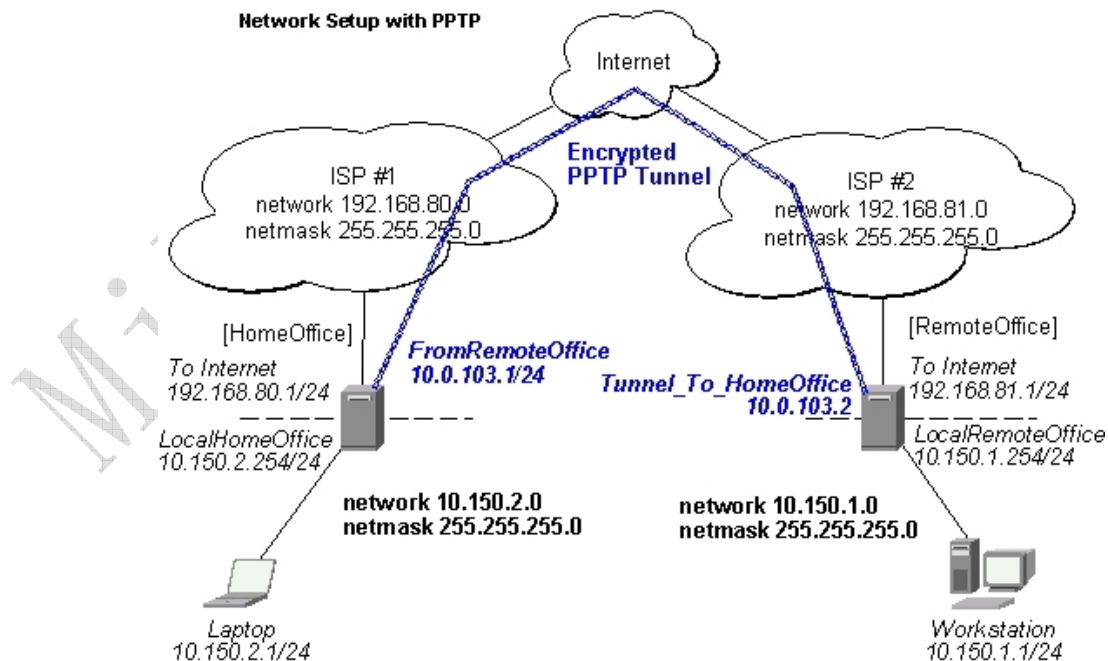 Network Setup with PPTP
Internet
Encrypted
PPTP Tunnel
ISP #1
network 192.168.80.0
netmask 255.255.255.0
ISP #2
network 192.168.81.0
netmask 255.255.255.0
[HomeOffice]
To Internet
192.168.80.1/24
FromRemoteOffice
10.0.103.1/24
Tunnel_To_HomeOffice
10.0.103.2
[RemoteOffice]
To Internet
192.168.81.1/24
LocalHomeOffice
10.150.2.254/24
LocalRemoteOffice
10.150.1.254/24
network 10.150.2.0
netmask 255.255.255.0
network 10.150.1.0
netmask 255.255.255.0
Laptop
10.150.2.1/24
Workstation
10.150.1.1/24